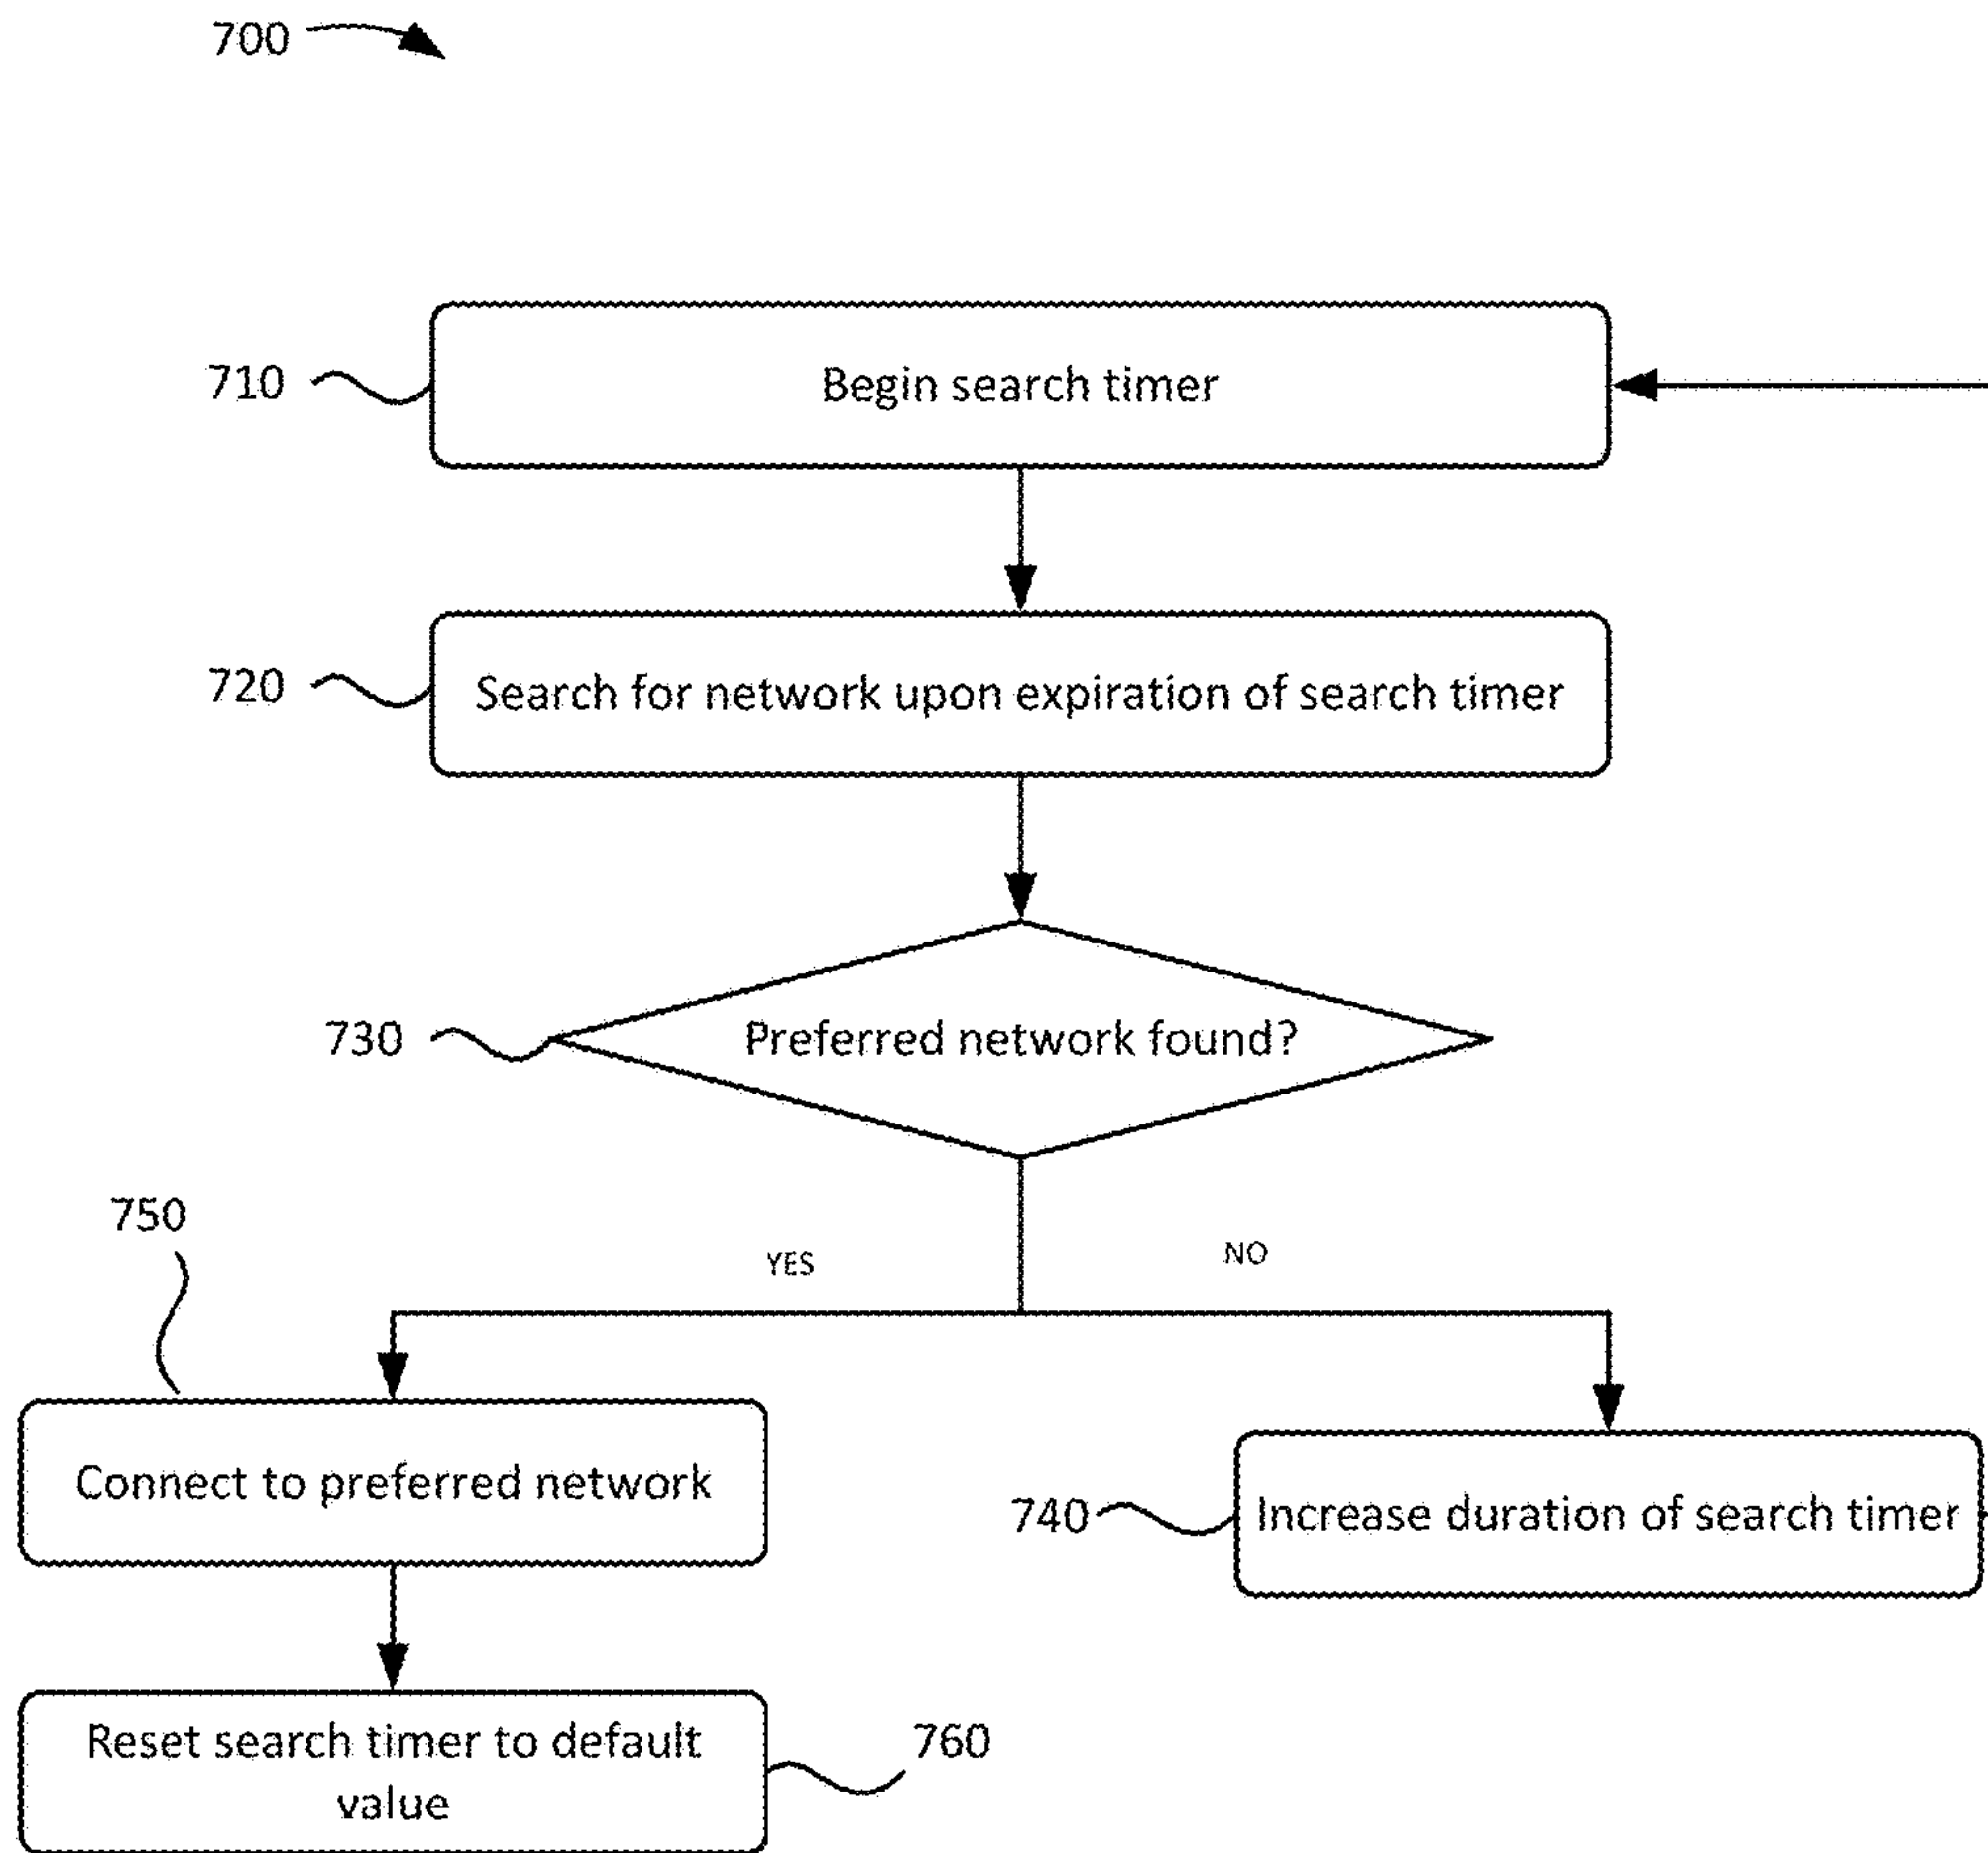 700
710
Begin search timer
720
Search for network upon expiration of search timer
730
Preferred network found?
750
YES
NO
Connect to preferred network
740
Increase duration of search timer
Reset search timer to default
value
760